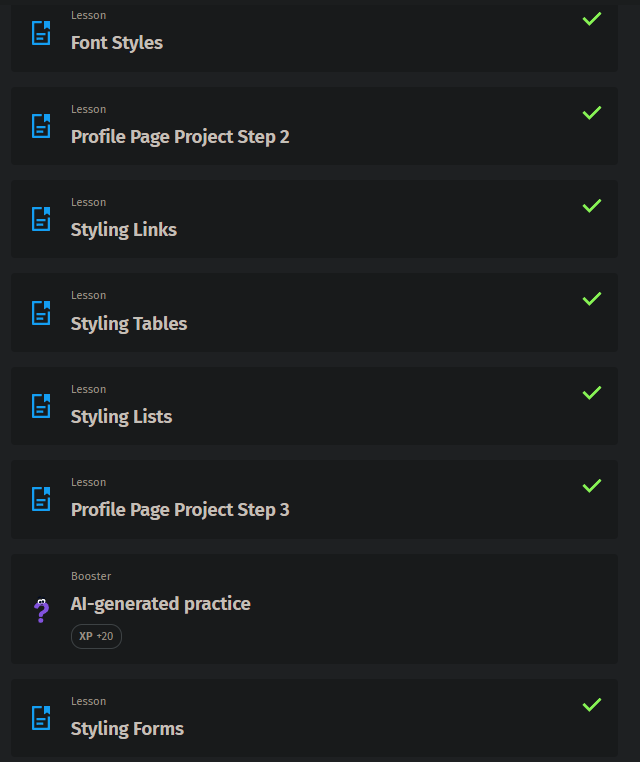 Lesson
Font Styles
Lesson
Profile Page Project Step 2
Lesson
Styling Links
Lesson
Styling Tables
Lesson
Styling Lists
Lesson
Profile Page Project Step 3
Booster
AI-generated practice
XP +20
Lesson
Styling Forms